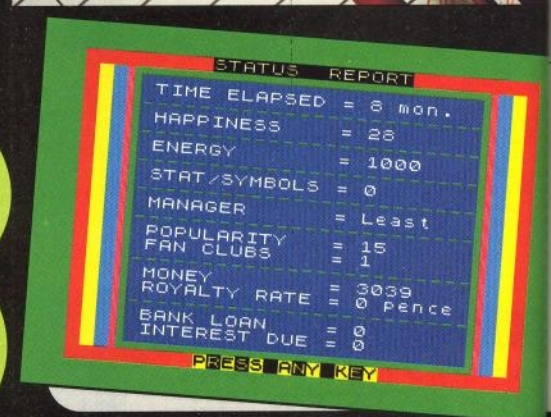 STATUS REPORT
TIME ELAPSED = 8 mon.
HAPPINESS = 28
ENERGY = 1000
STAT/SYMBOLS = 0
MANAGER = Least
POPULARITY = 15
FAN CLUBS = 1
MONEY = 3039
ROYALTY RATE = 0 pence
BANK LOAN = 0
INTEREST DUE = 0
PRESS ANY KEY